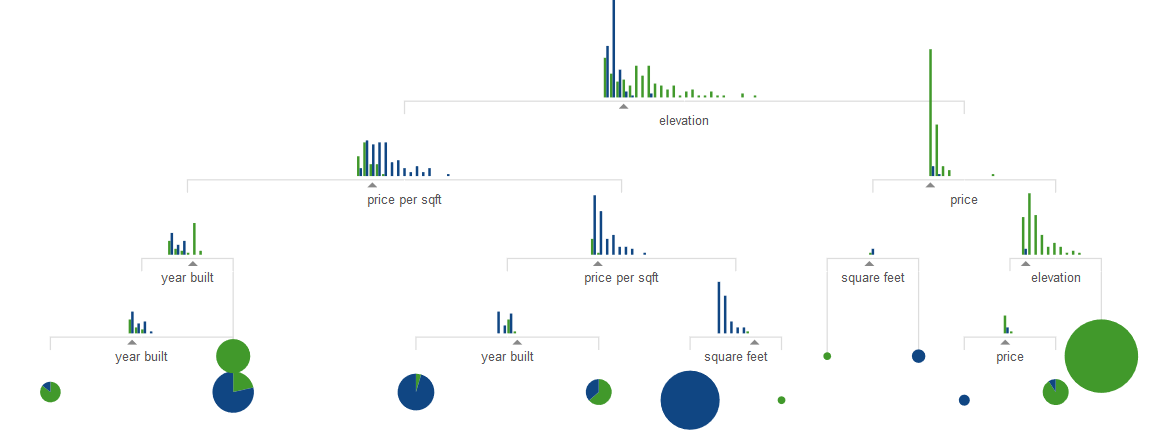 elevation
price per sqft
price
year built
price per sqft
square feet
elevation
year built
year built
square feet
price